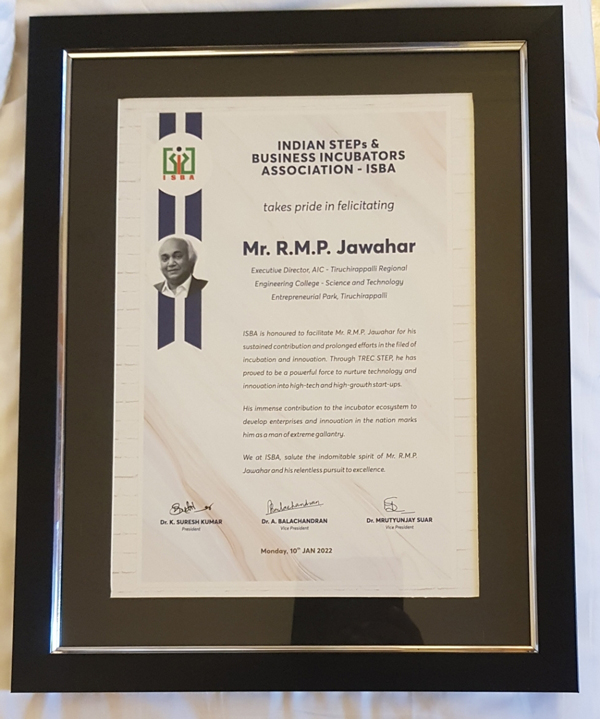 ISBA
INDIAN STEPs &
BUSINESS INCUBATORS
ASSOCIATION - ISBA
takes pride in felicitating
Mr. R.M.P. Jawahar
Executive Director, AIC - Tiruchirappalli Regional
Engineering College - Science and Technology
Entrepreneurial Park, Tiruchirappalli
ISBA is honoured to facilitate Mr. R.M.P. Jawahar for his
sustained contribution and prolonged efforts in the filed of
incubation and innovation. Through TREC STEP, he has
proved to be a powerful force to nurture technology and
innovation into high-tech and high-growth start-ups.
His immense contribution to the incubator ecosystem to
develop enterprises and innovation in the nation marks
him as a man of extreme gallantry.
We at ISBA, salute the indomitable spirit of Mr. R.M.P.
Jawahar and his relentless pursuit to excellence.
Balachandran
Dr. K. SURESH KUMAR
President
Dr. A. BALACHANDRAN
Vice President
Dr. MRUTYUNJAY SUAR
Vice President
Monday, 10TH JAN 2022